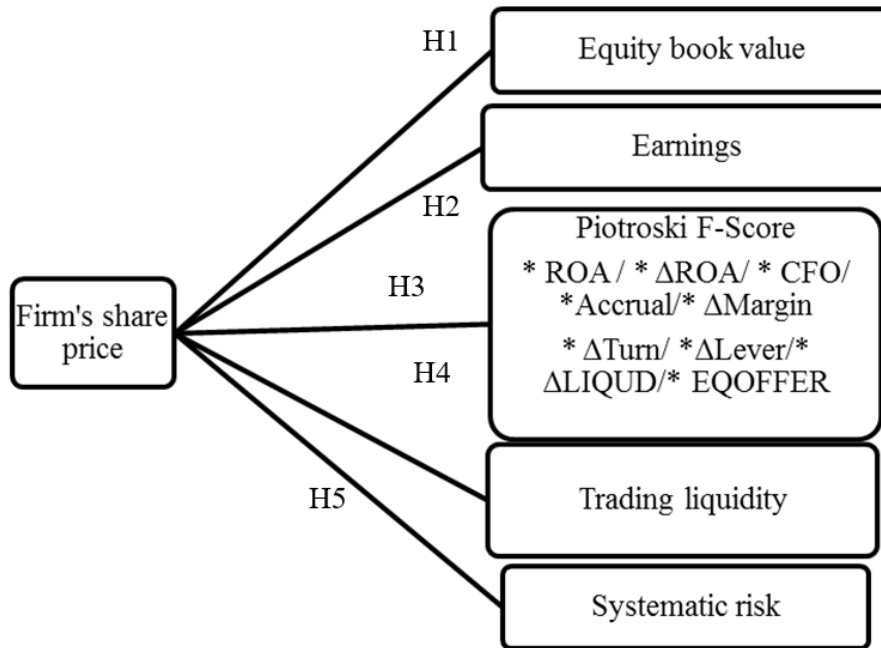 H1
Equity book value
Earnings
H2
Piotroski F-Score
* ROA / * ΔROA/ * CFO/
*Accrual/* ΔMargin
* ΔTurn/ *ΔLever/*
ΔLIQUD/* EQOFFER
H3
Firm's share
price
H4
Trading liquidity
H5
Systematic risk